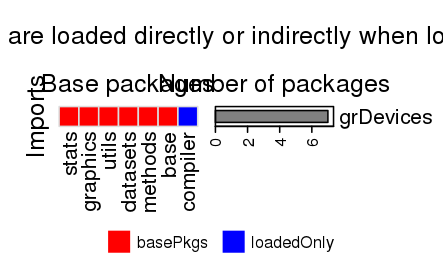 are loaded directly or indirectly when lo
Base packages
Number of packages
Imports
grDevices
0
2
4
6
stats
graphics
utils
datasets
methods
base
compiler
basePkgs
loadedOnly